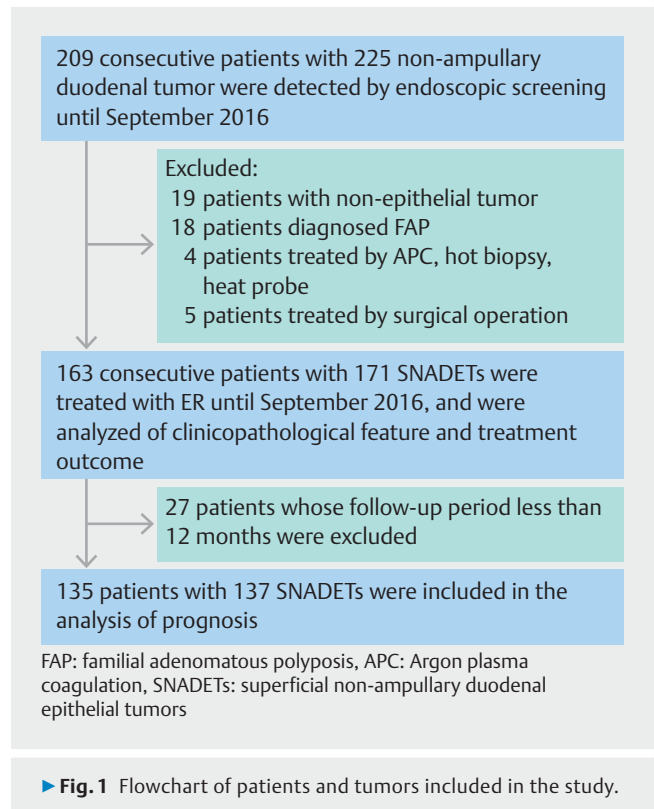 209 consecutive patients with 225 non-ampullary
duodenal tumor were detected by endoscopic screening
until September 2016
Excluded:
19 patients with non-epithelial tumor
18 patients diagnosed FAP
4 patients treated by APC, hot biopsy,
heat probe
5 patients treated by surgical operation
163 consecutive patients with 171 SNADETs were
treated with ER until September 2016, and were
analyzed of clinicopathological feature and treatment
outcome
27 patients whose follow-up period less than
12 months were excluded
135 patients with 137 SNADETs were included in the
analysis of prognosis
FAP: familial adenomatous polyposis, APC: Argon plasma
coagulation, SNADETs: superficial non-ampullary duodenal
epithelial tumors
▶ Fig. 1 Flowchart of patients and tumors included in the study.